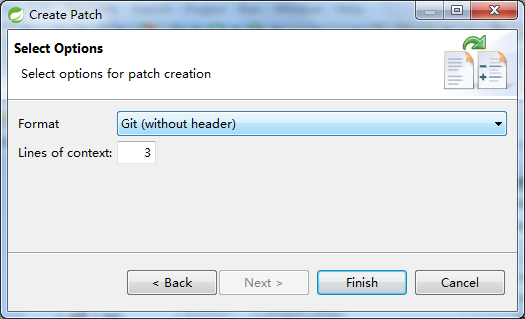 Create Patch
Select Options
Select options for patch creation
Format
Git (without header)
Lines of context:
3
< Back
Next >
Finish
Cancel